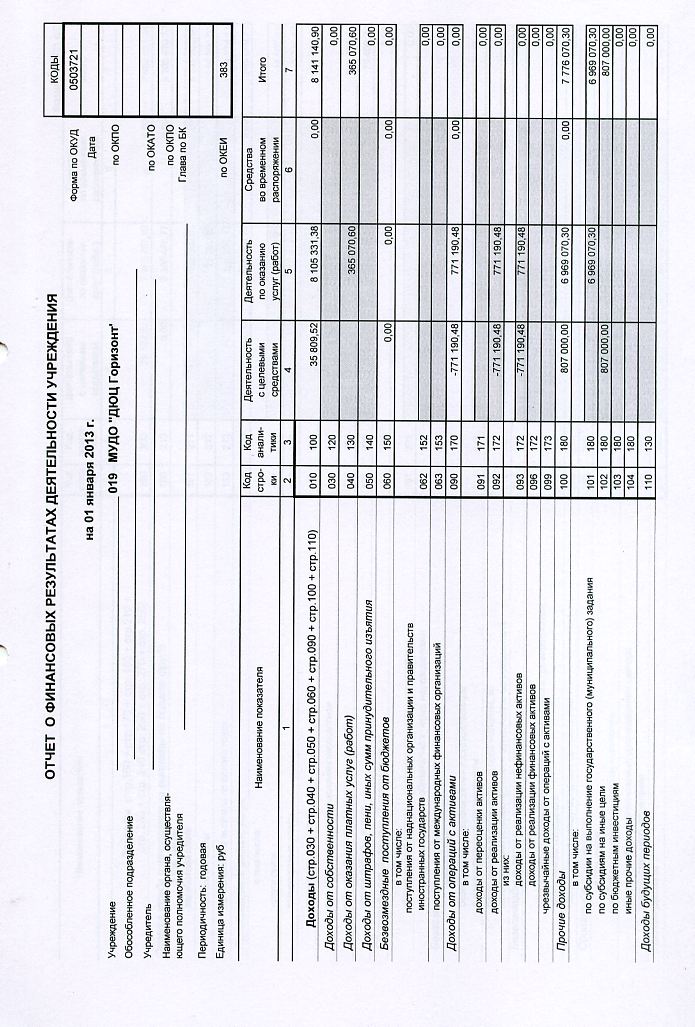 ОТЧЕТ О ФИНАНСОВЫХ РЕЗУЛЬТАТАХ ДЕЯТЕЛЬНОСТИ УЧРЕЖДЕНИЯ
КОДЫ
Форма по ОКУД 0503721
на 01 января 2013 г. Дата
Учреждение 019 МУДО "ДЮЦ Горизонт' по ОКПО
Обособленное подразделение
Учредитель по ОКАТО
Наименование органа, осуществля- по ОКПО
ющего полномочия учредителя Глава по БК
Периодичность: годовая
Единица измерения: руб по ОКЕИ 383
Наименование показателя Код стро-ки Код анали-тики Деятельность с целевыми средствами Деятельность по оказанию услуг (работ) Средства во временном распоряжении Итого
1 2 3 4 5 6 7
Доходы (стр.030 + стр.040 + стр.050 + стр.060 + стр.090 + стр.100 + стр.110) 010 100 35 809,52 8 105 331,38 0,00 8 141 140,90
Доходы от собственности 030 120 0,00
Доходы от оказания платных услуг (работ) 040 130 365 070,60 365 070,60
Доходы от штрафов, пени, иных сумм принудительного изъятия 050 140 0,00
Безвозмездные поступления от бюджетов 060 150 0,00 0,00 0,00 0,00
в том числе:
поступления от наднациональных организаций и правительств
иностранных государств 062 152 0,00
поступления от международных финансовых организаций 063 153 0,00
Доходы от операций с активами 090 170 -771 190,48 771 190,48 0,00 0,00
в том числе:
доходы от переоценки активов 091 171 0,00
доходы от реализации активов 092 172 -771 190,48 771 190,48 0,00
из них:
доходы от реализации нефинансовых активов 093 172 -771 190,48 771 190,48 0,00
доходы от реализации финансовых активов 096 172 0,00
чрезвычайные доходы от операций с активами 099 173 0,00
Прочие доходы 100 180 807 000,00 6 969 070,30 0,00 7 776 070,30
в том числе:
по субсидии на выполнение государственного (муниципального) задания 101 180 6 969 070,30 6 969 070,30
по субсидиям на иные цели 102 180 807 000,00 807 000,00
по бюджетным инвестициям 103 180 0,00
иные прочие доходы 104 180 0,00
Доходы будущих периодов 110 130 0,00